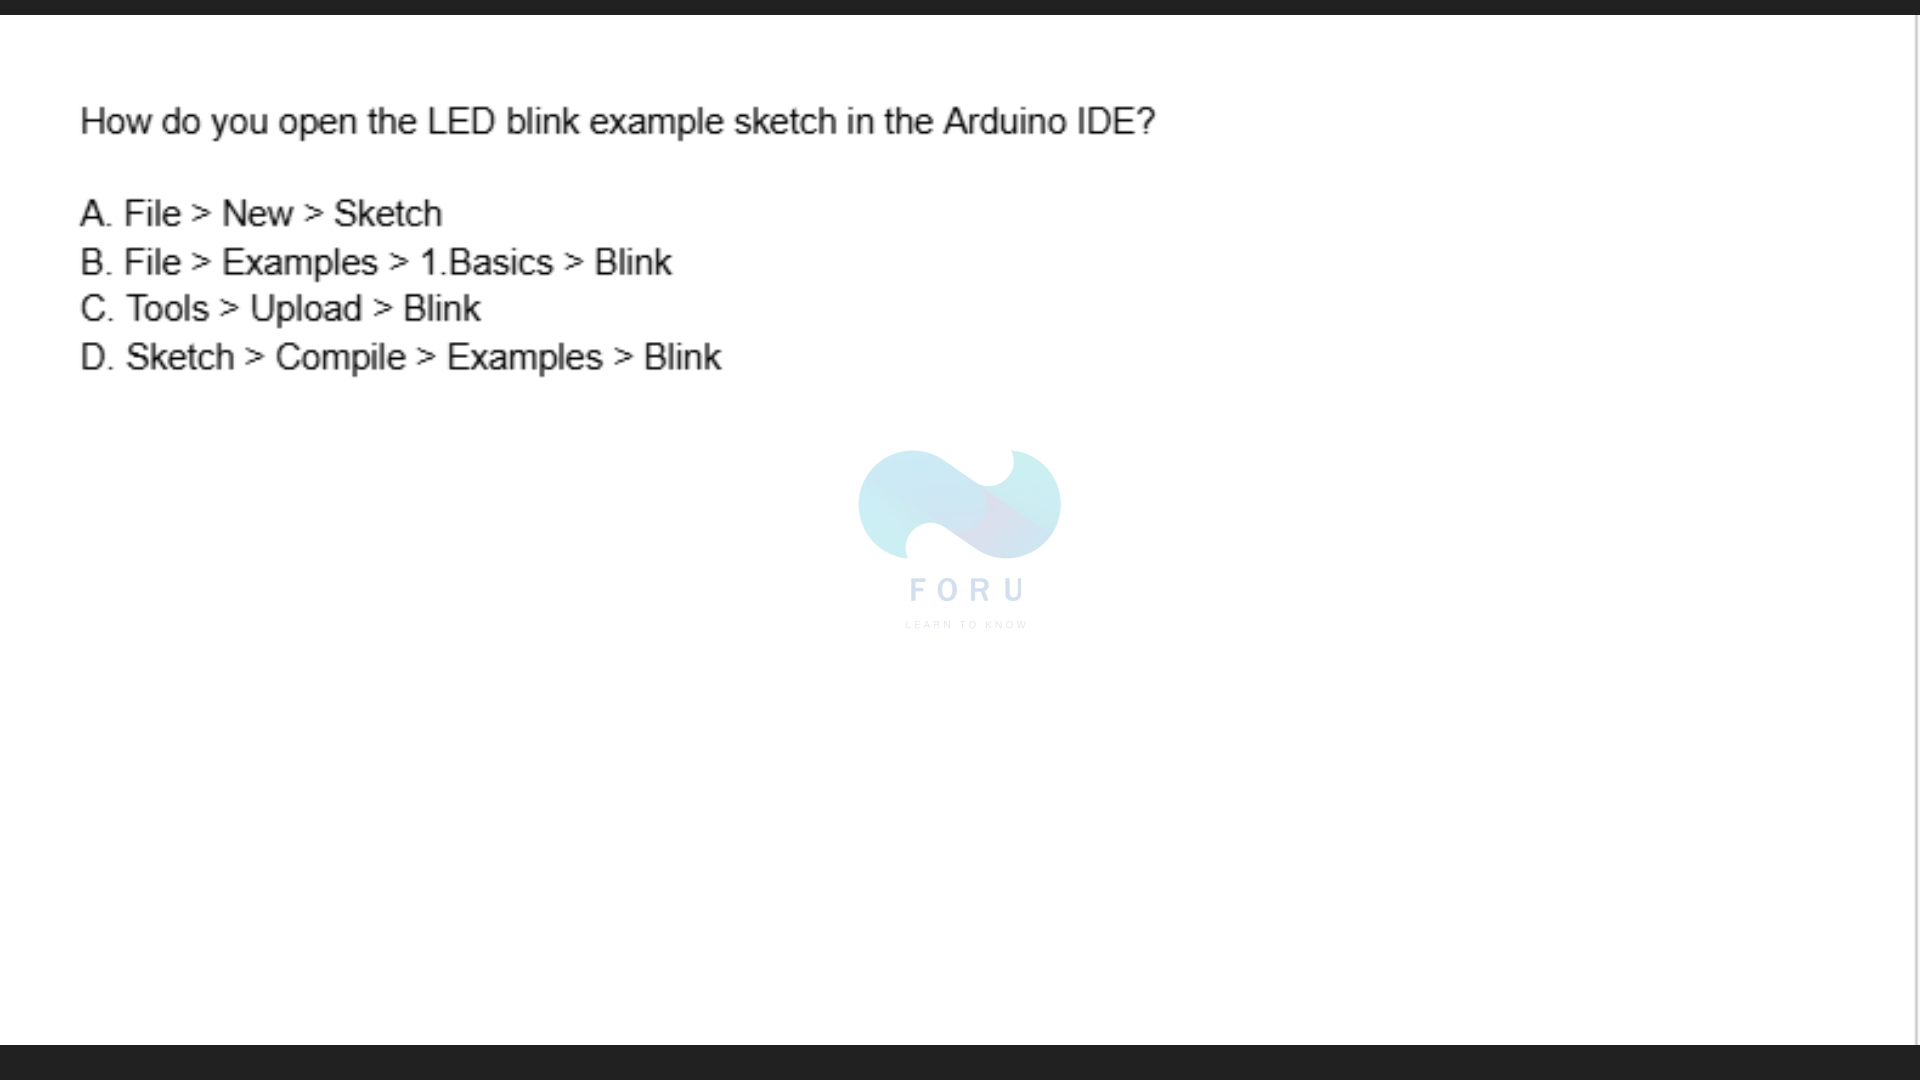 How do you open the LED blink example sketch in the Arduino IDE?
A. File > New > Sketch
B. File > Examples > 1.Basics > Blink
C. Tools > Upload > Blink
D. Sketch > Compile > Examples > Blink
FORU
LEARN TO KNOW